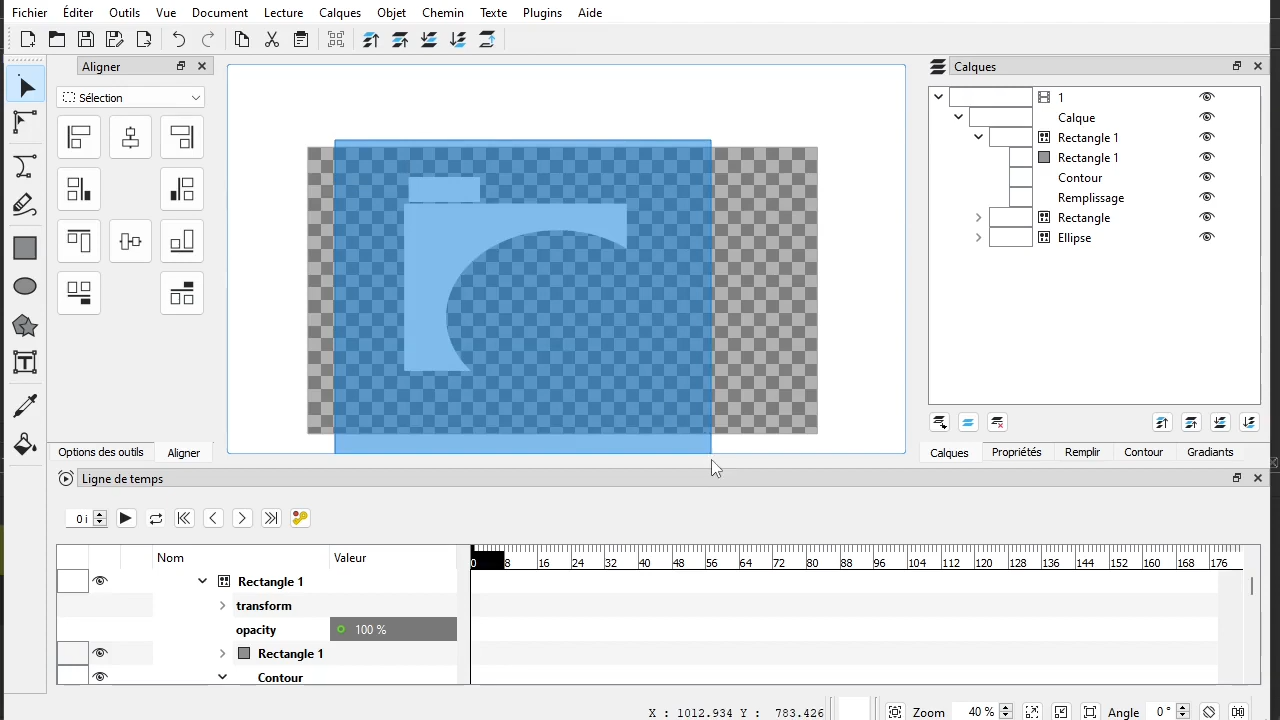 Fichier Éditer Outils Vue Document Lecture Calques Objet Chemin Texte Plugins Aide
Aligner
Sélection
Options des outils Aligner
Calques
1
Calque
Rectangle 1
Rectangle 1
Contour
Remplissage
Rectangle
Ellipse
Calques Propriétés Remplir Contour Gradients
Ligne de temps
0 i
Nom Valeur
0 8 16 24 32 40 48 56 64 72 80 88 96 104 112 120 128 136 144 152 160 168 176
Rectangle 1
transform
opacity 100 %
Rectangle 1
Contour
X : 1012.934 Y : 783.426 Zoom 40 % Angle 0°